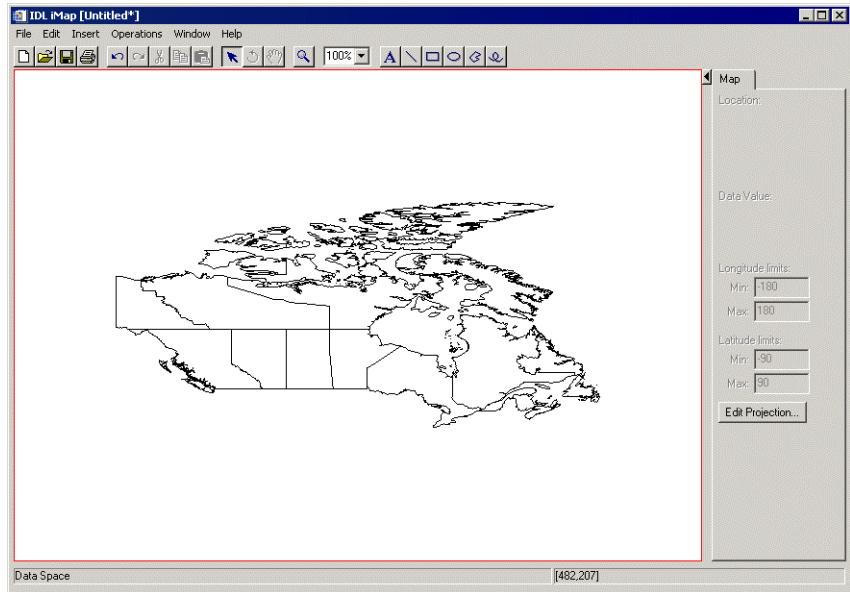 IDL iMap [Untitled*]
File Edit Insert Operations Window Help
100% A
Map
Location:
Data Value:
Longitude limits:
Min: -180
Max: 180
Latitude limits:
Min: -90
Max: 90
Edit Projection...
Data Space [482,207]